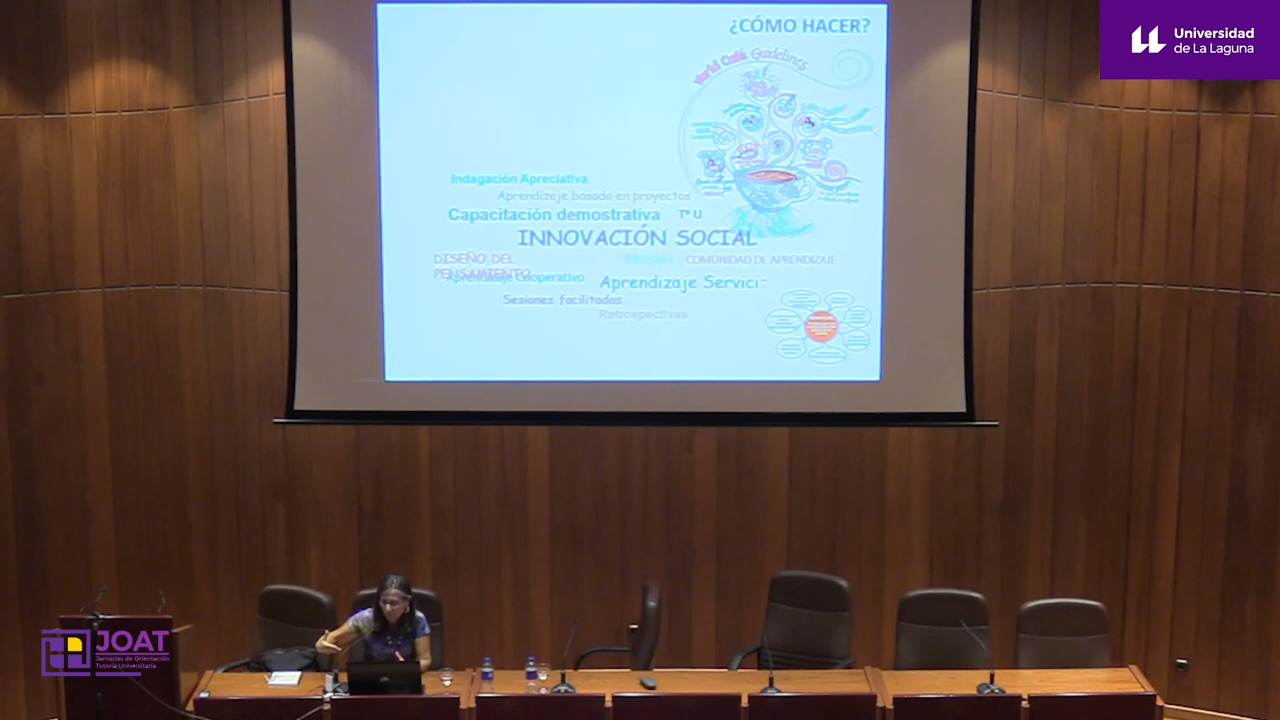 ¿CÓMO HACER?
Universidad
de La Laguna
World Café Guidelines
Indagación Apreciativa
Aprendizaje basado en proyectos
Capacitación demostrativa Tª U
INNOVACIÓN SOCIAL
DISEÑO DEL
PENSAMIENTO
COMUNIDAD DE APRENDIZAJE
Aprendizaje Cooperativo
Aprendizaje Servici
Sesiones facilitadas
Retrospectivas
JOAT
Jornadas de Orientación
Tutoría Universitaria